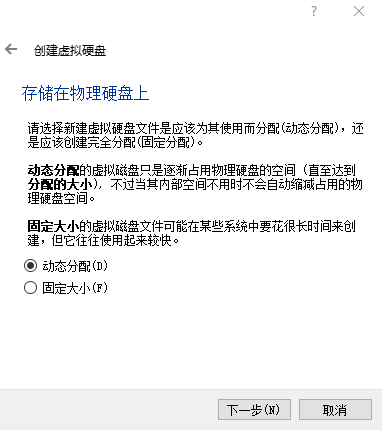 ?
创建虚拟硬盘
存储在物理硬盘上
请选择新建虚拟硬盘文件是应该为其使用而分配(动态分配)，还
是应该创建完全分配(固定分配)。
动态分配的虚拟磁盘只是逐渐占用物理硬盘的空间（直至达到
分配的大小），不过当其内部空间不用时不会自动缩减占用的物
理硬盘空间。
固定大小的虚拟磁盘文件可能在某些系统中要花很长时间来创
建，但它往往使用起来较快。
动态分配(D)
固定大小(F)
下一步(N)
取消